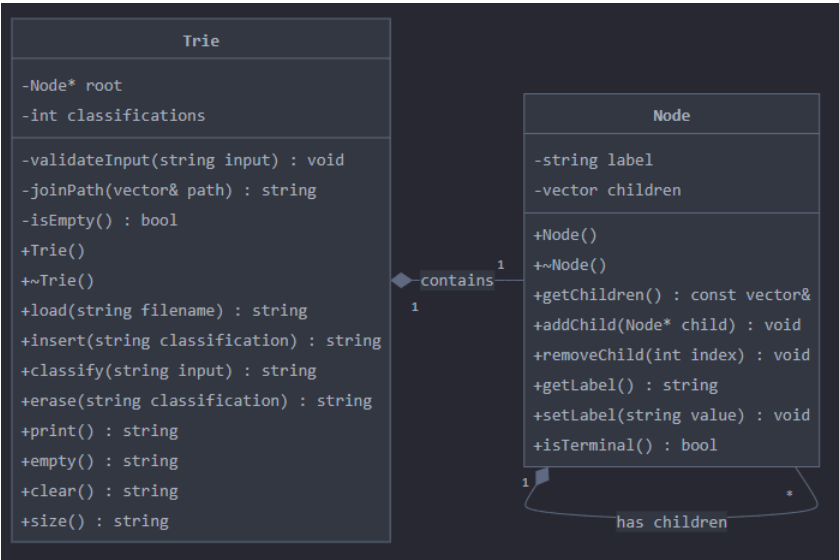 Trie
-Node* root
-int classifications
-validateInput(string input) : void
-joinPath(vector& path) : string
-isEmpty() : bool
+Trie()
+~Trie()
+load(string filename) : string
+insert(string classification) : string
+classify(string input) : string
+erase(string classification) : string
+print() : string
+empty() : string
+clear() : string
+size() : string
1
contains
1
Node
-string label
-vector children
+Node()
+~Node()
+getChildren() : const vector&
+addChild(Node* child) : void
+removeChild(int index) : void
+getLabel() : string
+setLabel(string value) : void
+isTerminal() : bool
1
*
has children